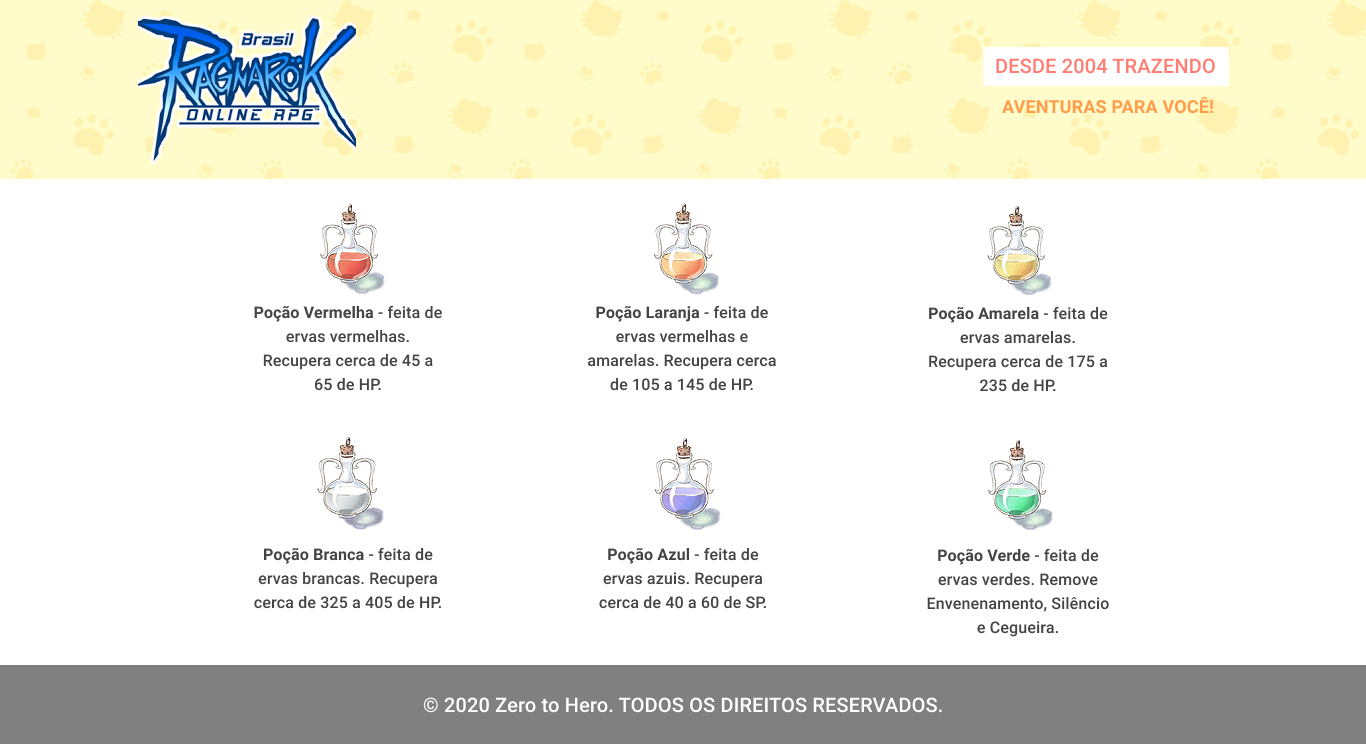 Brasil
RAGNARÖK
ONLINE RPG™
DESDE 2004 TRAZENDO
AVENTURAS PARA VOCÊ!
Poção Vermelha - feita de
ervas vermelhas.
Recupera cerca de 45 a
65 de HP.
Poção Laranja - feita de
ervas vermelhas e
amarelas. Recupera cerca
de 105 a 145 de HP.
Poção Amarela - feita de
ervas amarelas.
Recupera cerca de 175 a
235 de HP.
Poção Branca - feita de
ervas brancas. Recupera
cerca de 325 a 405 de HP.
Poção Azul - feita de
ervas azuis. Recupera
cerca de 40 a 60 de SP.
Poção Verde - feita de
ervas verdes. Remove
Envenenamento, Silêncio
e Cegueira.
© 2020 Zero to Hero. TODOS OS DIREITOS RESERVADOS.